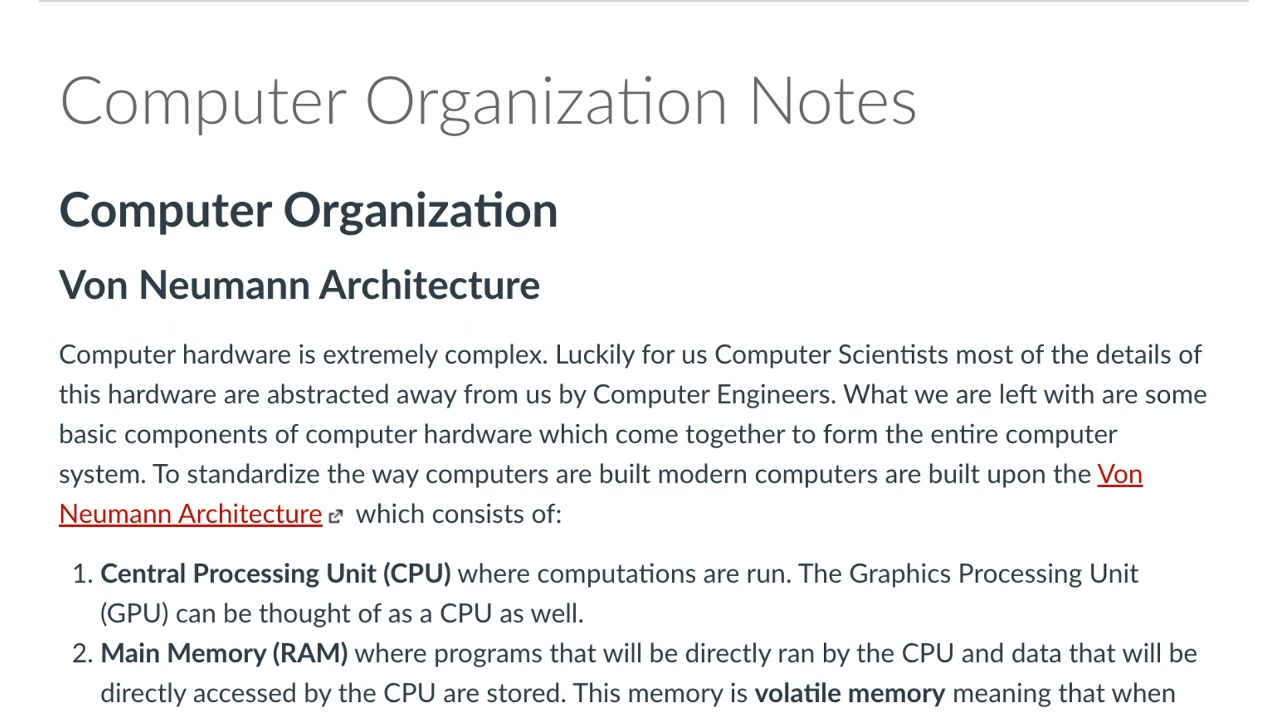 Computer Organization Notes
Computer Organization
Von Neumann Architecture
Computer hardware is extremely complex. Luckily for us Computer Scientists most of the details of
this hardware are abstracted away from us by Computer Engineers. What we are left with are some
basic components of computer hardware which come together to form the entire computer
system. To standardize the way computers are built modern computers are built upon the Von
Neumann Architecture which consists of:
1. Central Processing Unit (CPU) where computations are run. The Graphics Processing Unit
(GPU) can be thought of as a CPU as well.
2. Main Memory (RAM) where programs that will be directly ran by the CPU and data that will be
directly accessed by the CPU are stored. This memory is volatile memory meaning that when